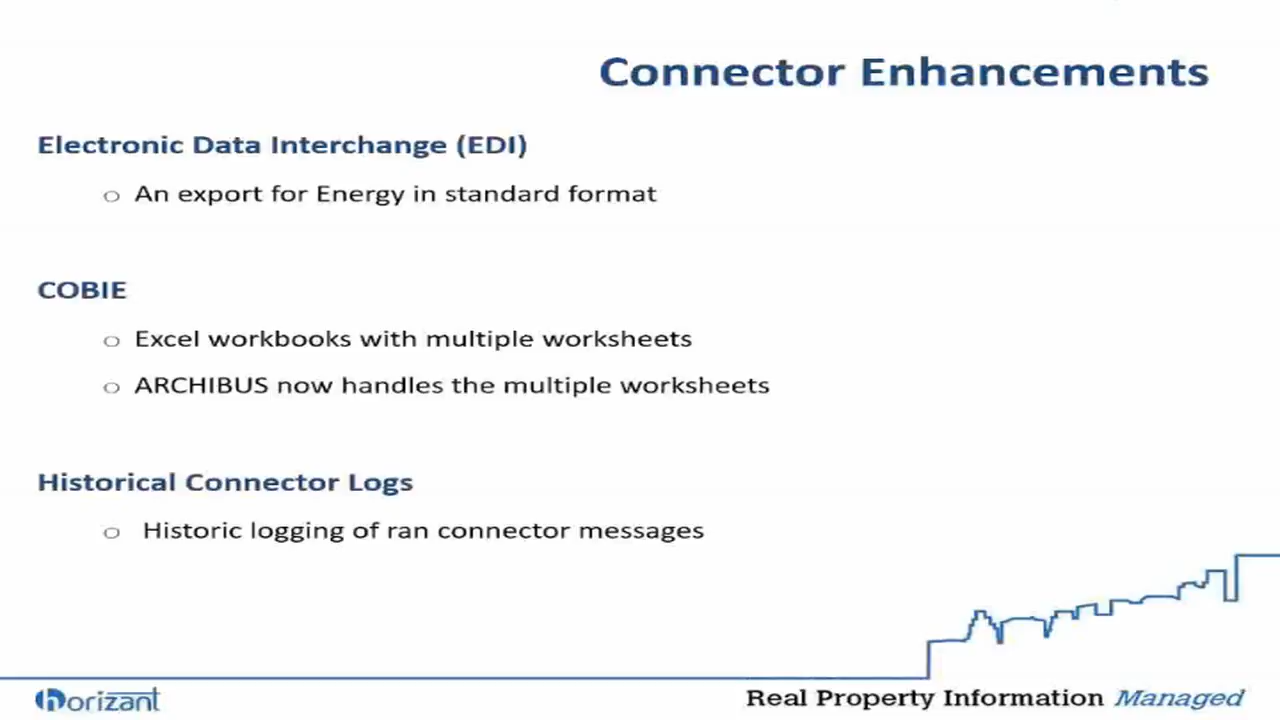 Connector Enhancements
Electronic Data Interchange (EDI)
An export for Energy in standard format
COBIE
Excel workbooks with multiple worksheets
ARCHIBUS now handles the multiple worksheets
Historical Connector Logs
Historic logging of ran connector messages
horizant
Real Property Information Managed